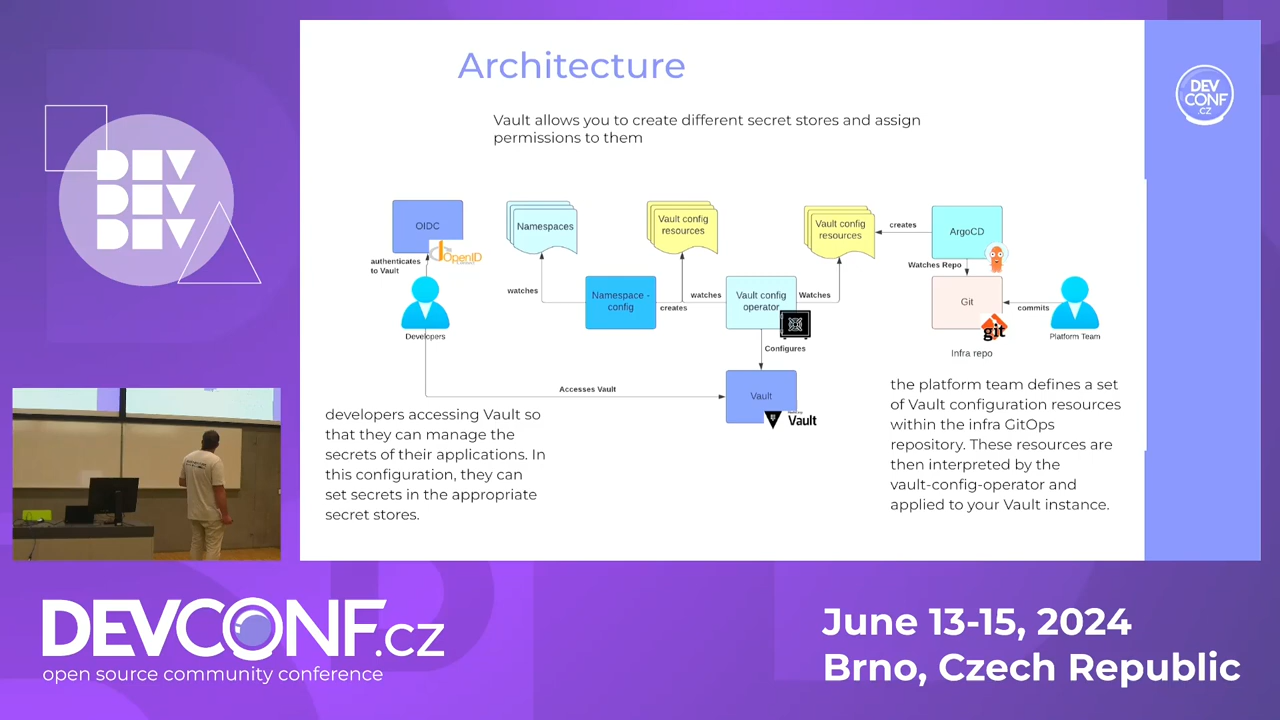 Architecture
DEV
CONF
.CZ
Vault allows you to create different secret stores and assign
permissions to them
DEV
DEV
DEV
OIDC
OpenID
authenticates
to Vault
Developers
Namespaces
watches
Namespace -
config
creates
Vault config
resources
watches
Vault config
operator
Configures
Watches
Vault config
resources
creates
ArgoCD
Watches Repo
Git
git
Infra repo
commits
Platform Team
Accesses Vault
Vault
Vault
developers accessing Vault so
that they can manage the
secrets of their applications. In
this configuration, they can
set secrets in the appropriate
secret stores.
the platform team defines a set
of Vault configuration resources
within the infra GitOps
repository. These resources are
then interpreted by the
vault-config-operator and
applied to your Vault instance.
DEVCONF.cz
open source community conference
June 13-15, 2024
Brno, Czech Republic